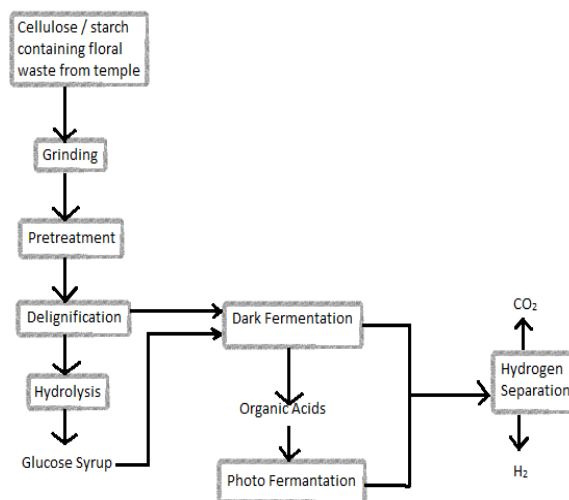 Cellulose / starch
containing floral
waste from temple
Grinding
Pretreatment
Delignification
Hydrolysis
Glucose Syrup
Dark Fermentation
Organic Acids
Photo Fermantation
CO₂
Hydrogen
Separation
H₂